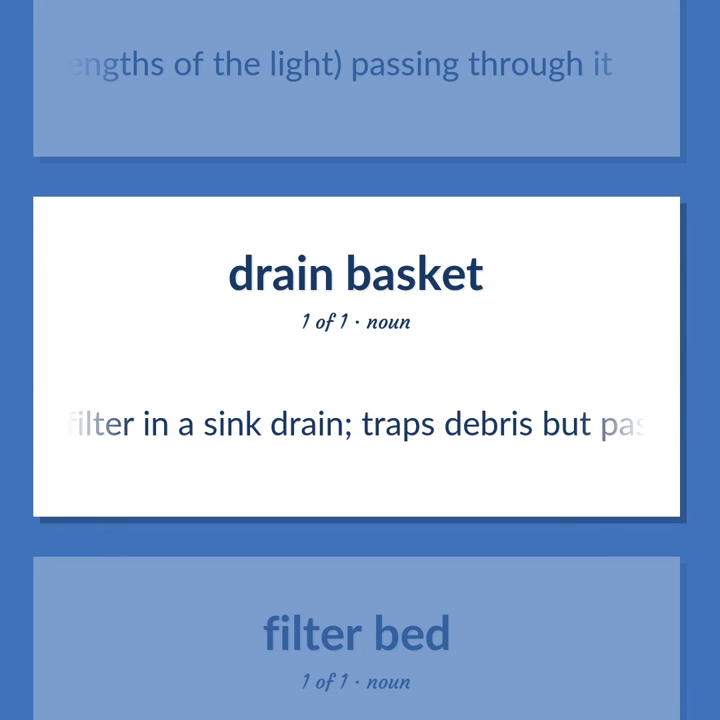 engths of the light) passing through it
drain basket
1 of 1 · noun
filter in a sink drain; traps debris but pas
filter bed
1 of 1 · noun